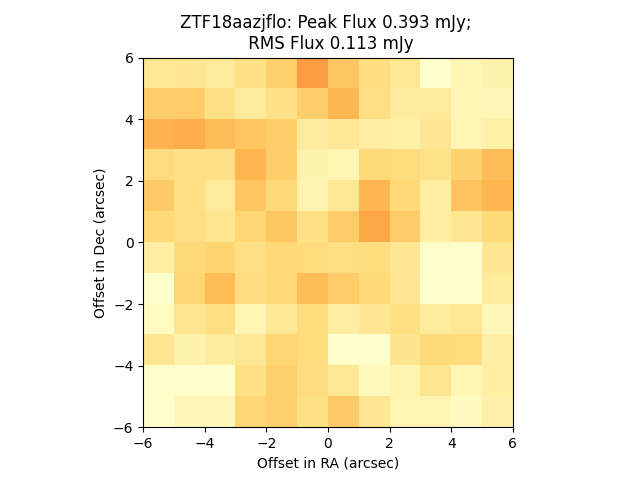 ZTF18aazjflo: Peak Flux 0.393 mJy;
RMS Flux 0.113 mJy
6
4
2
0
−2
−4
−6
Offset in Dec (arcsec)
−6 −4 −2 0 2 4 6
Offset in RA (arcsec)